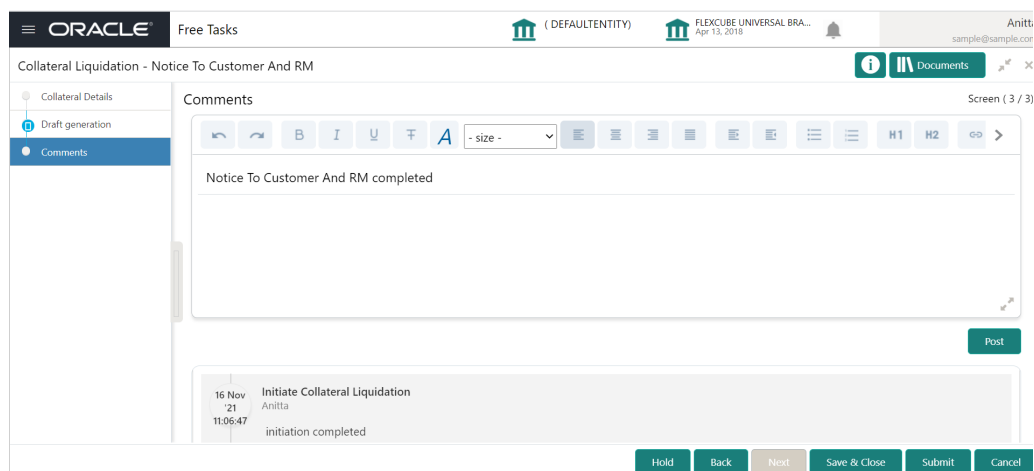 ORACLE
Free Tasks
( DEFAULTENTITY)
FLEXCUBE UNIVERSAL BRA...
Apr 13, 2018
Anitta
sample@sample.com
Collateral Liquidation - Notice To Customer And RM
Documents
Collateral Details
Draft generation
Comments
Comments
Screen ( 3 / 3)
B I U T A - size - H1 H2
Notice To Customer And RM completed
Post
16 Nov
'21
11:06:47
Initiate Collateral Liquidation
Anitta
initiation completed
Hold Back Next Save & Close Submit Cancel